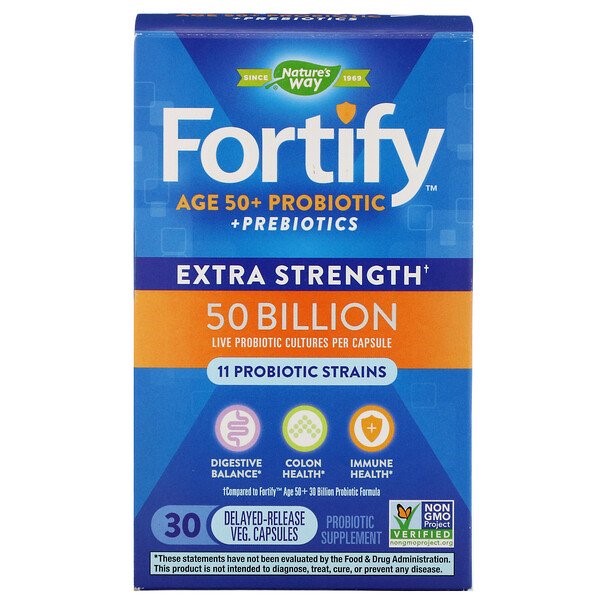 SINCE Nature's Way 1969
Fortify™
AGE 50+ PROBIOTIC
+PREBIOTICS
EXTRA STRENGTH†
50 BILLION
LIVE PROBIOTIC CULTURES PER CAPSULE
11 PROBIOTIC STRAINS
DIGESTIVE BALANCE*
COLON HEALTH*
IMMUNE HEALTH*
†Compared to Fortify™ Age 50+ 30 Billion Probiotic Formula
30 DELAYED-RELEASE VEG. CAPSULES
PROBIOTIC SUPPLEMENT
NON GMO Project
VERIFIED
nongmoproject.org
*These statements have not been evaluated by the Food & Drug Administration.
This product is not intended to diagnose, treat, cure, or prevent any disease.